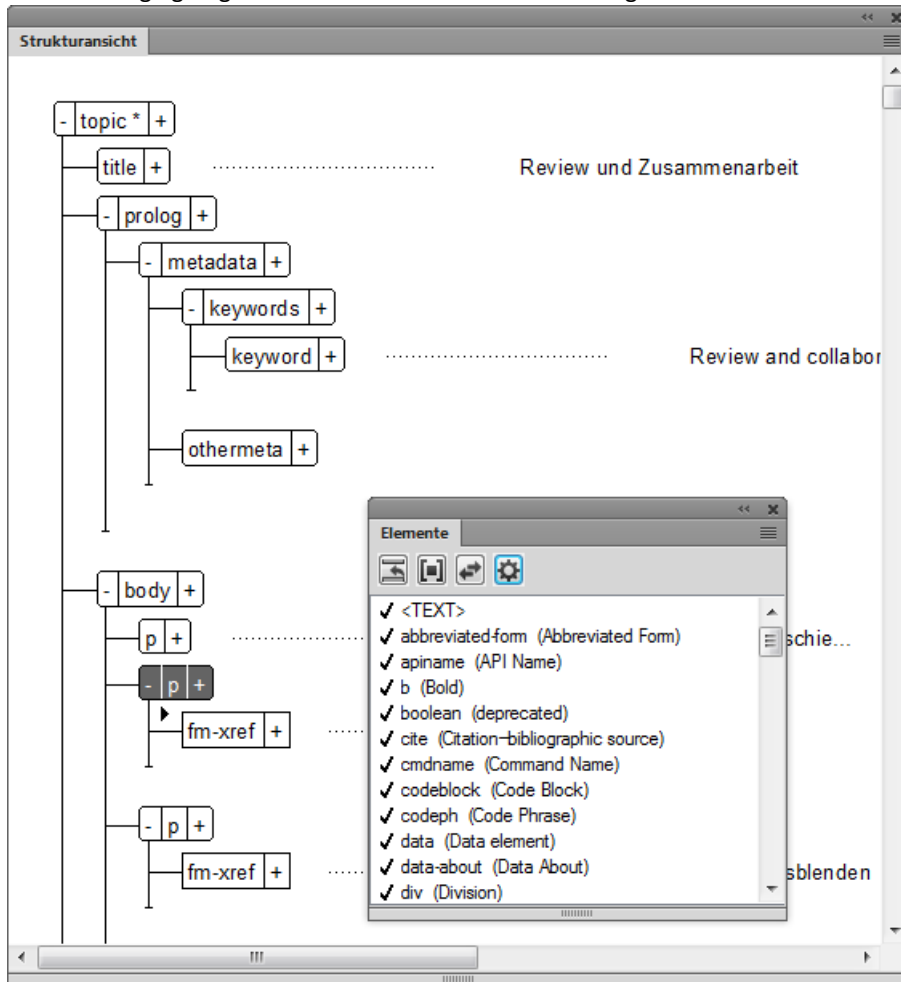 Strukturansicht
- topic * +
title + Review und Zusammenarbeit
- prolog +
- metadata +
- keywords +
keyword + Review and collabor
othermeta +
- body +
p + schie...
- p +
fm-xref +
- p +
fm-xref + sblenden
Elemente
<TEXT>
abbreviated-form (Abbreviated Form)
apiname (API Name)
b (Bold)
boolean (deprecated)
cite (Citation-bibliographic source)
cmdname (Command Name)
codeblock (Code Block)
codeph (Code Phrase)
data (Data element)
data-about (Data About)
div (Division)